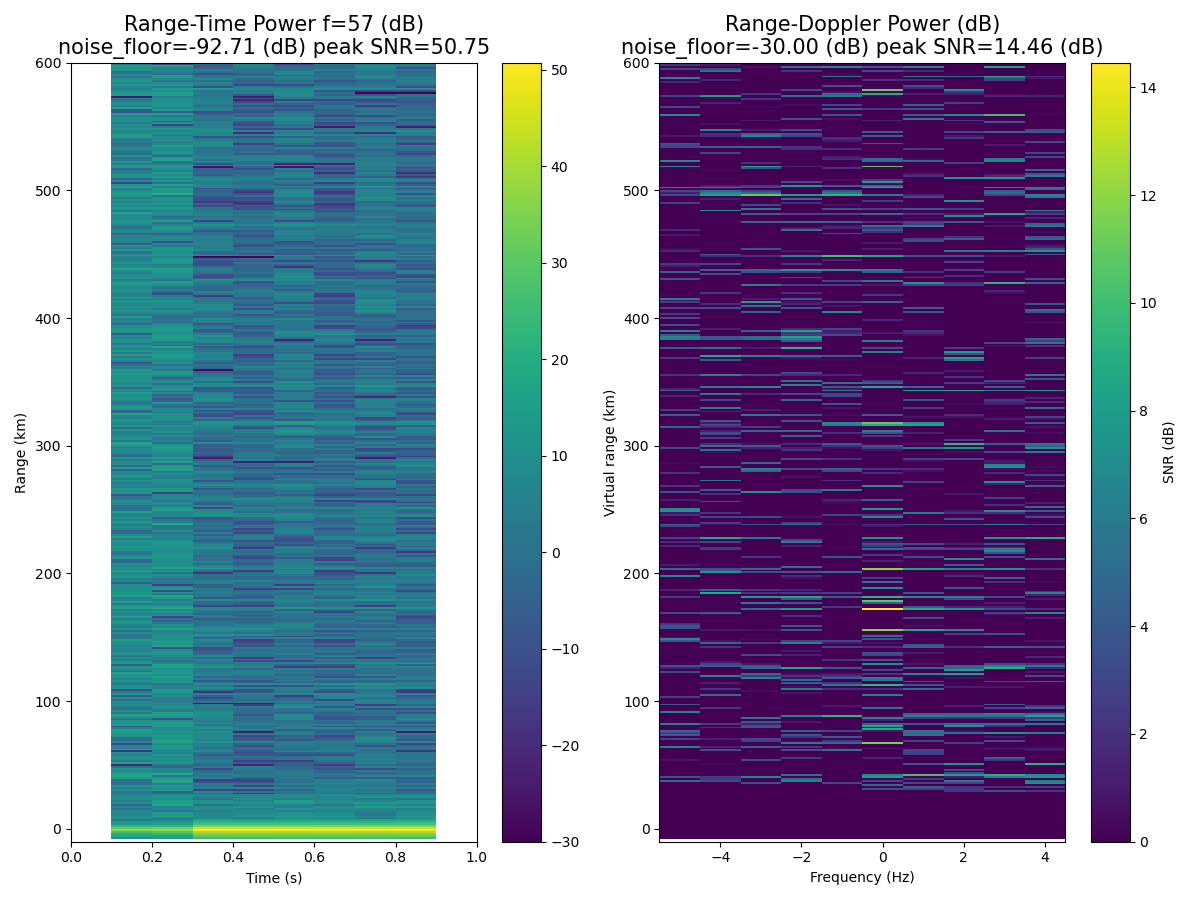 Range-Time Power f=57 (dB)
noise_floor=-92.71 (dB) peak SNR=50.75
Range (km)
600
500
400
300
200
100
0
0.0 0.2 0.4 0.6 0.8 1.0
Time (s)
50
40
30
20
10
0
−10
−20
−30
Range-Doppler Power (dB)
noise_floor=-30.00 (dB) peak SNR=14.46 (dB)
Virtual range (km)
600
500
400
300
200
100
0
−4 −2 0 2 4
Frequency (Hz)
14
12
10
8
6
4
2
0
SNR (dB)